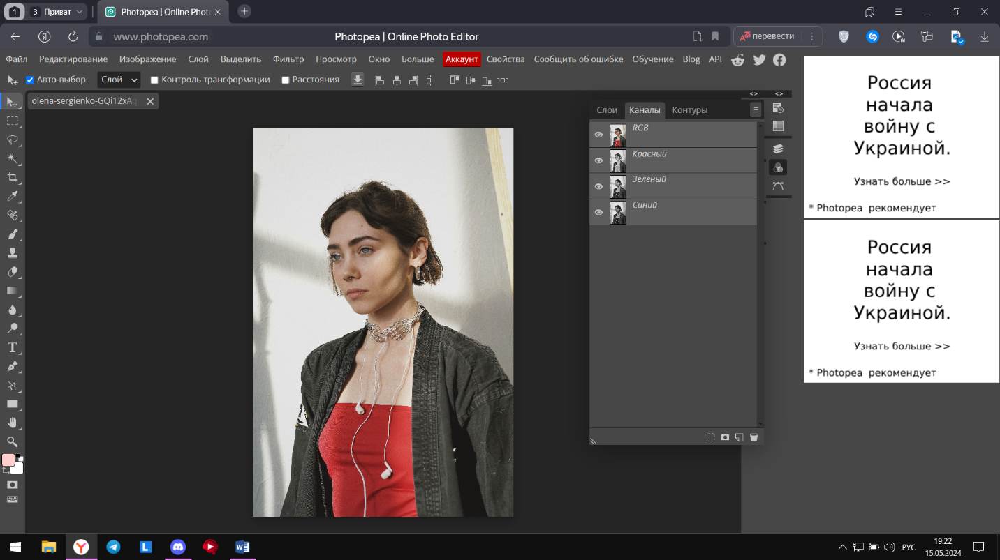 1
3 Приват
Photopea | Online Phot
www.photopea.com
Photopea | Online Photo Editor
перевести
Файл Редактирование Изображение Слой Выделить Фильтр Просмотр Окно Больше Аккаунт Свойства Сообщить об ошибке Обучение Blog API
Авто-выбор Слой Контроль трансформации Расстояния
olena-sergienko-GQi12xAq
Слои Каналы Контуры
RGB
Красный
Зеленый
Синий
Россия
начала
войну с
Украиной.
Узнать больше >>
* Photopea рекомендует
Россия
начала
войну с
Украиной.
Узнать больше >>
* Photopea рекомендует
РУС
19:22
15.05.2024